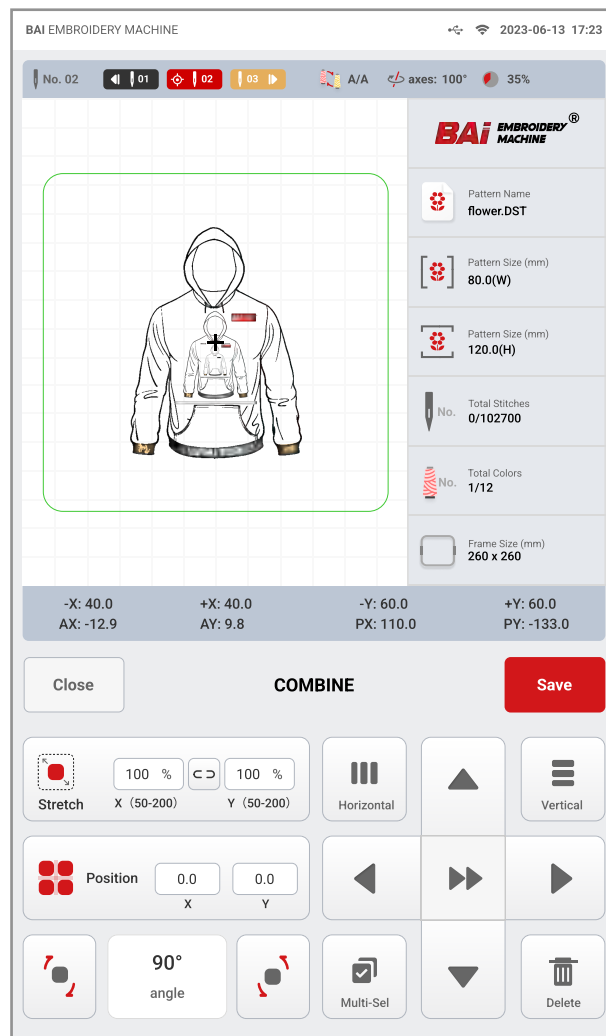 BAI EMBROIDERY MACHINE 2023-06-13 17:23
No. 02 01 02 03 A/A axes: 100° 35%
BAi EMBROIDERY MACHINE ®
Pattern Name
flower.DST
Pattern Size (mm)
80.0(W)
Pattern Size (mm)
120.0(H)
No.
Total Stitches
0/102700
No.
Total Colors
1/12
Frame Size (mm)
260 x 260
-X: 40.0 +X: 40.0 -Y: 60.0 +Y: 60.0
AX: -12.9 AY: 9.8 PX: 110.0 PY: -133.0
Close COMBINE Save
100 % 100 %
Stretch X (50-200) Y (50-200)
Horizontal
Vertical
Position 0.0 0.0
X Y
90°
angle
Multi-Sel
Delete